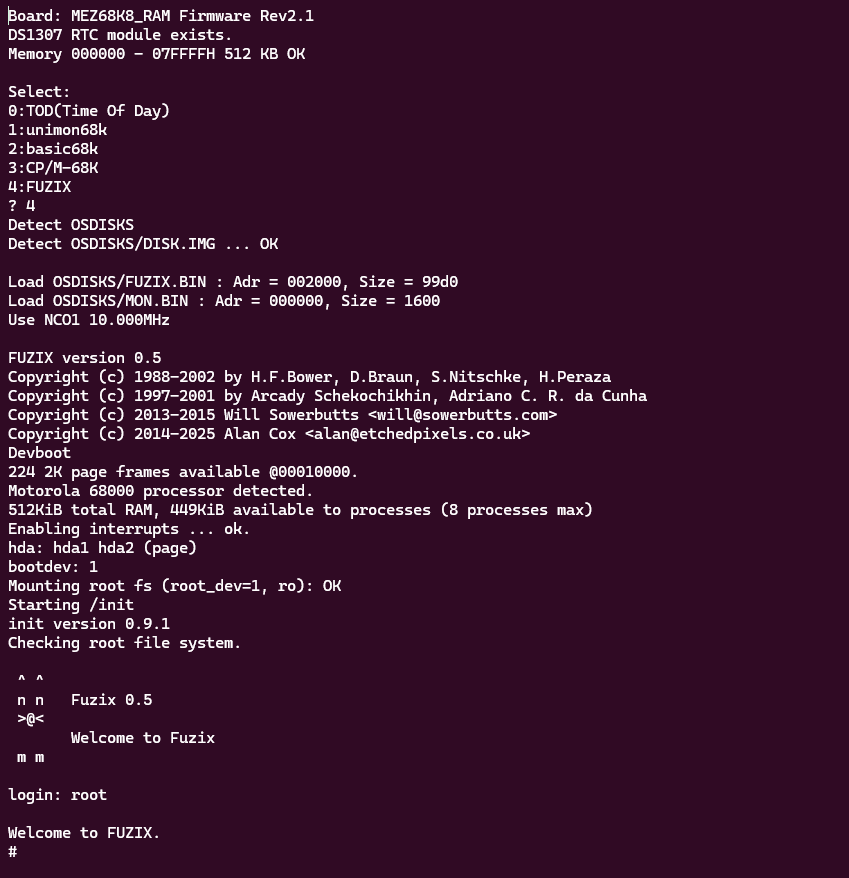 Board: MEZ68K8_RAM Firmware Rev2.1
DS1307 RTC module exists.
Memory 000000 - 07FFFFH 512 KB OK
Select:
0:TOD(Time Of Day)
1:unimon68k
2:basic68k
3:CP/M-68K
4:FUZIX
? 4
Detect OSDISKS
Detect OSDISKS/DISK.IMG ... OK
Load OSDISKS/FUZIX.BIN : Adr = 002000, Size = 99d0
Load OSDISKS/MON.BIN : Adr = 000000, Size = 1600
Use NCO1 10.000MHz
FUZIX version 0.5
Copyright (c) 1988-2002 by H.F.Bower, D.Braun, S.Nitschke, H.Peraza
Copyright (c) 1997-2001 by Arcady Schekochikhin, Adriano C. R. da Cunha
Copyright (c) 2013-2015 Will Sowerbutts <will@sowerbutts.com>
Copyright (c) 2014-2025 Alan Cox <alan@etchedpixels.co.uk>
Devboot
224 2K page frames available @00010000.
Motorola 68000 processor detected.
512KiB total RAM, 449KiB available to processes (8 processes max)
Enabling interrupts ... ok.
hda: hda1 hda2 (page)
bootdev: 1
Mounting root fs (root_dev=1, ro): OK
Starting /init
init version 0.9.1
Checking root file system.
^ ^
n n   Fuzix 0.5
>@<
Welcome to Fuzix
m m
login: root
Welcome to FUZIX.
#